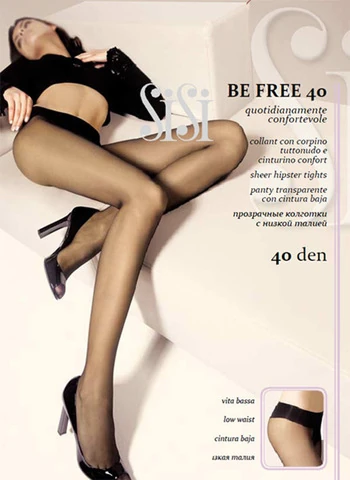 SiSi
BE FREE 40
quotidianamente
confortevole
collant con corpino
tuttonudo e
cinturino confort
sheer hipster tights
panty transparente
con cintura baja
прозрачные колготки
с низкой талией
40 den
vita bassa
low waist
cintura baja
изкая талия